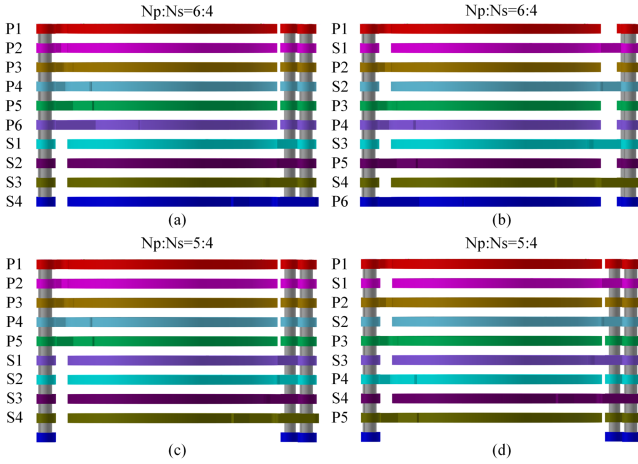 Np:Ns=6:4
P1
P2
P3
P4
P5
P6
S1
S2
S3
S4
(a)
Np:Ns=6:4
P1
S1
P2
S2
P3
P4
S3
P5
S4
P6
(b)
Np:Ns=5:4
P1
P2
P3
P4
P5
S1
S2
S3
S4
(c)
Np:Ns=5:4
P1
S1
P2
S2
P3
S3
P4
S4
P5
(d)